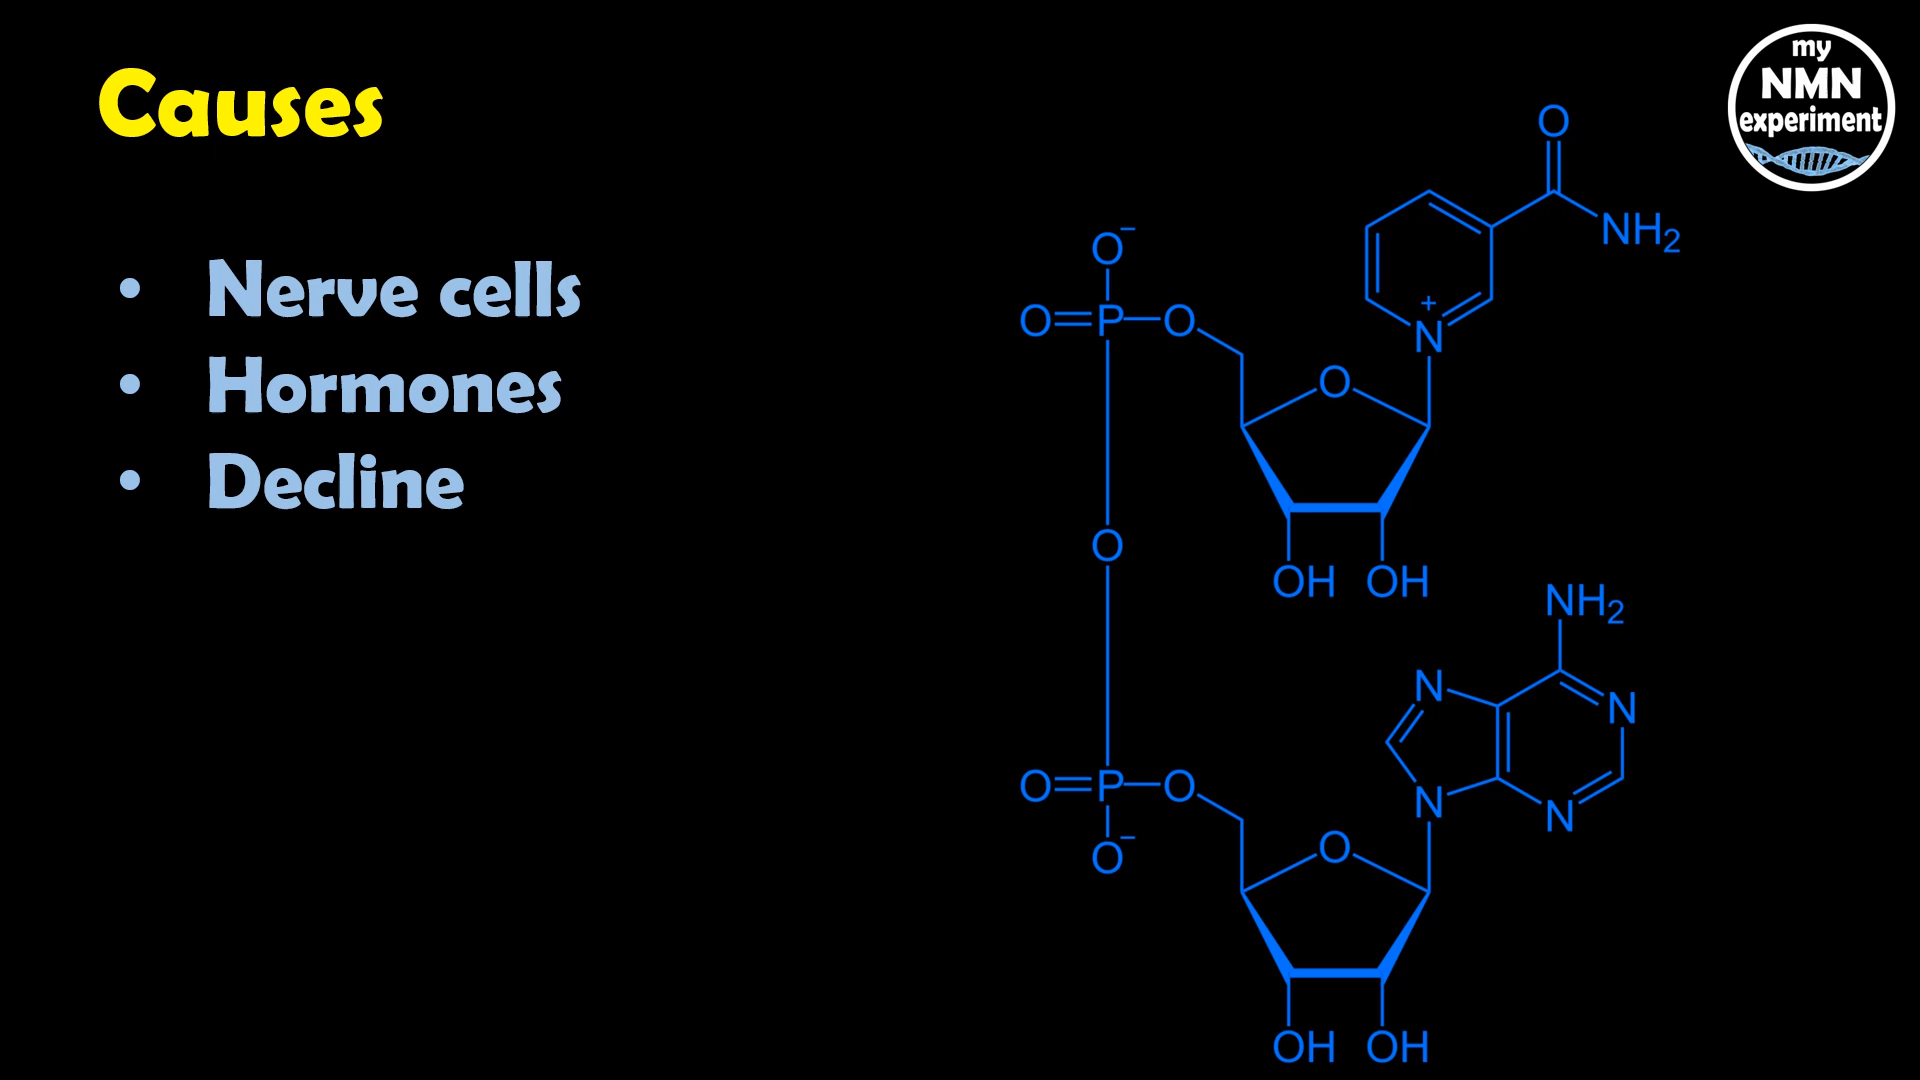 Causes
• Nerve cells
• Hormones
• Decline
my
NMN
experiment
O
NH₂
O⁻
O
P
O
N⁺
O
O
OH
OH
NH₂
N
N
O
P
O
N
N
O⁻
O
OH
OH